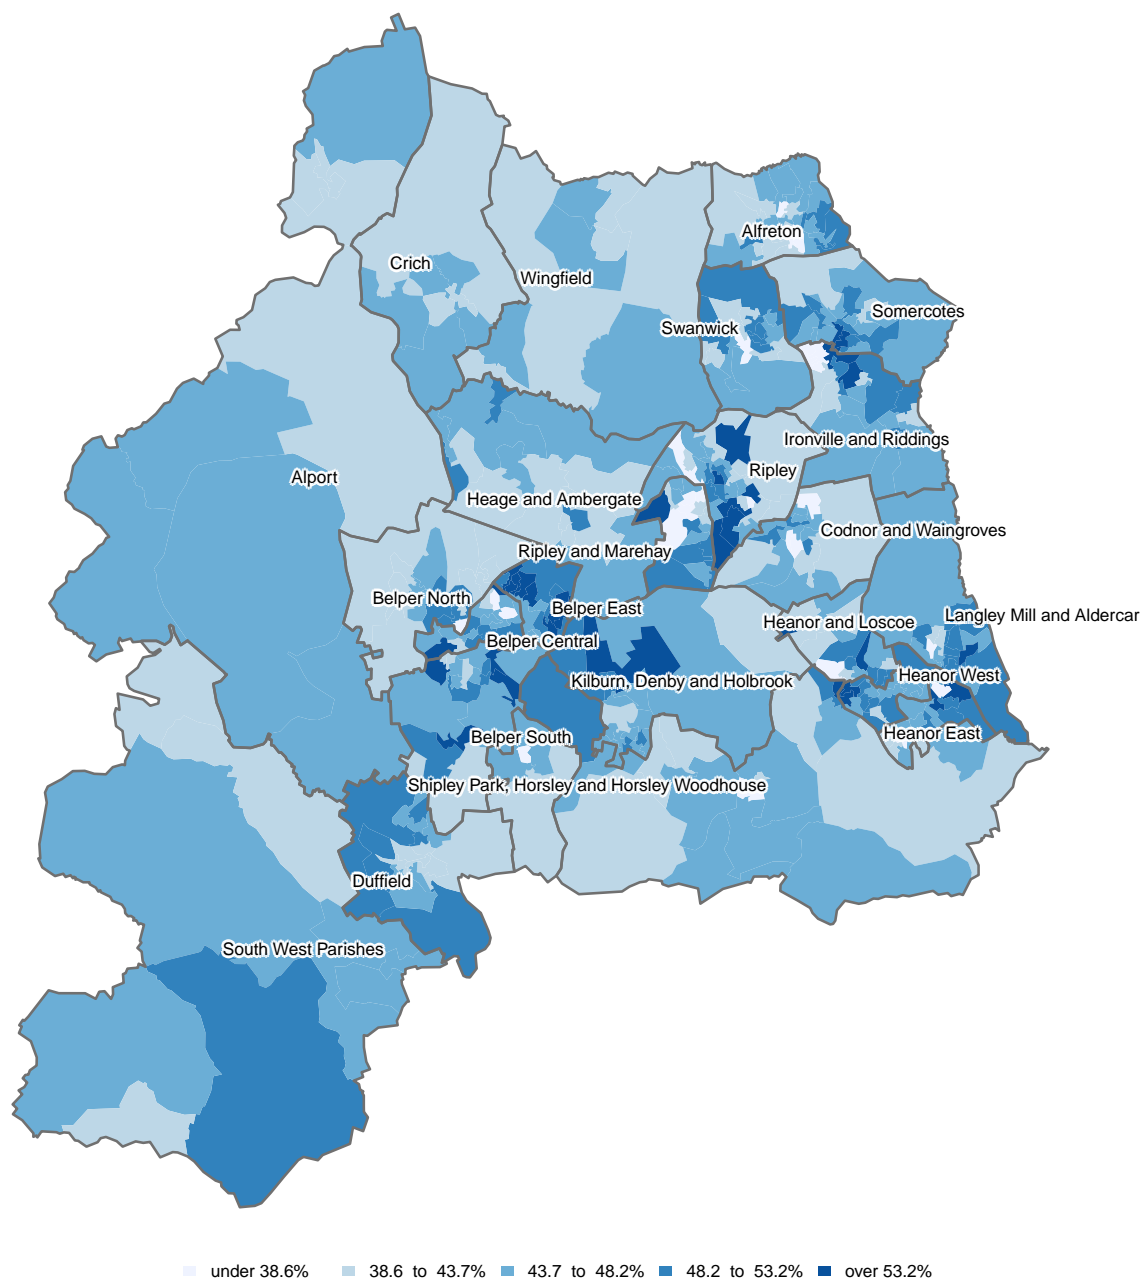 Alfreton
Crich
Wingfield
Somercotes
Swanwick
Ironville and Riddings
Ripley
Alport
Heage and Ambergate
Codnor and Waingroves
Ripley and Marehay
Belper North
Belper East
Langley Mill and Aldercar
Heanor and Loscoe
Belper Central
Heanor West
Kilburn, Denby and Holbrook
Heanor East
Belper South
Shipley Park, Horsley and Horsley Woodhouse
Duffield
South West Parishes
under 38.6% 38.6 to 43.7% 43.7 to 48.2% 48.2 to 53.2% over 53.2%